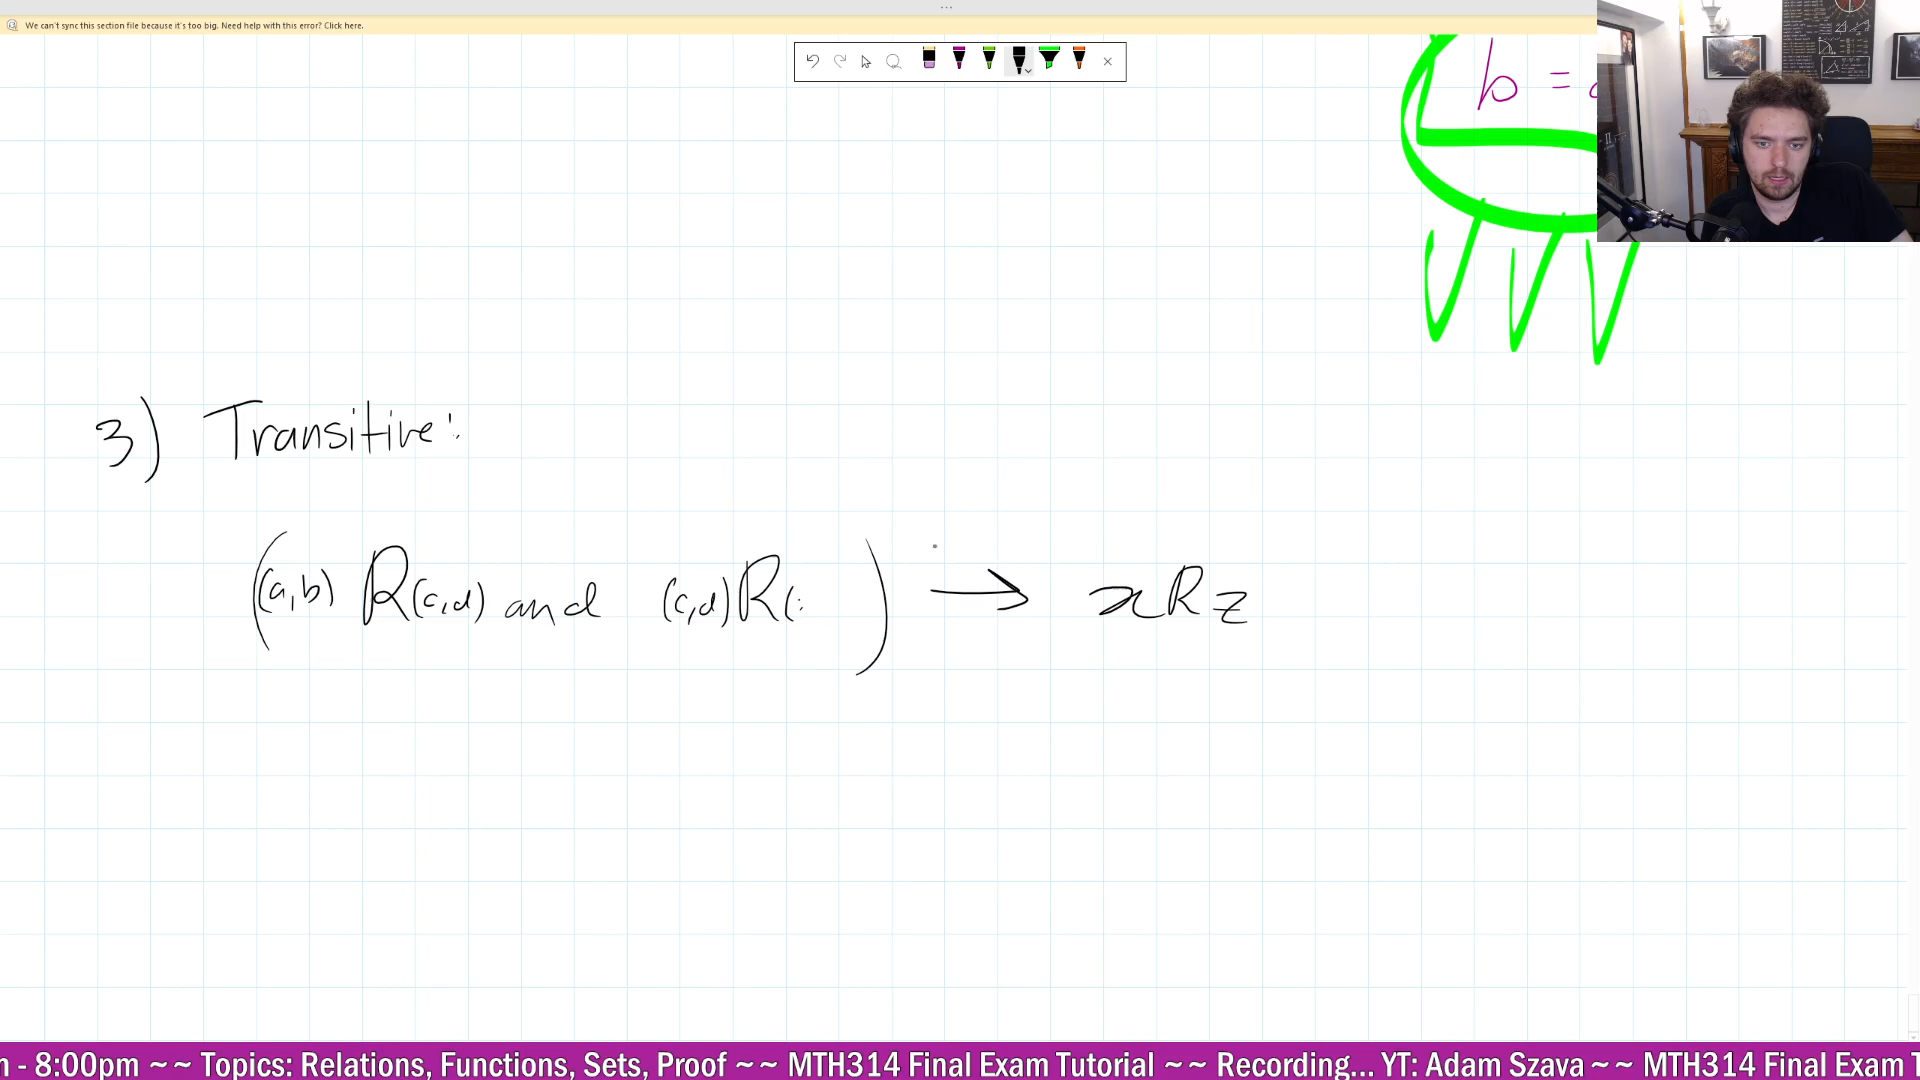 We can't sync this section file because it's too big. Need help with this error? Click here.
b =
3) Transitive:
((a,b) R (c,d) and (c,d) R ( ) → x R z
n - 8:00pm ~~ Topics: Relations, Functions, Sets, Proof ~~ MTH314 Final Exam Tutorial ~~ Recording... YT: Adam Szava ~~ MTH314 Final Exam T